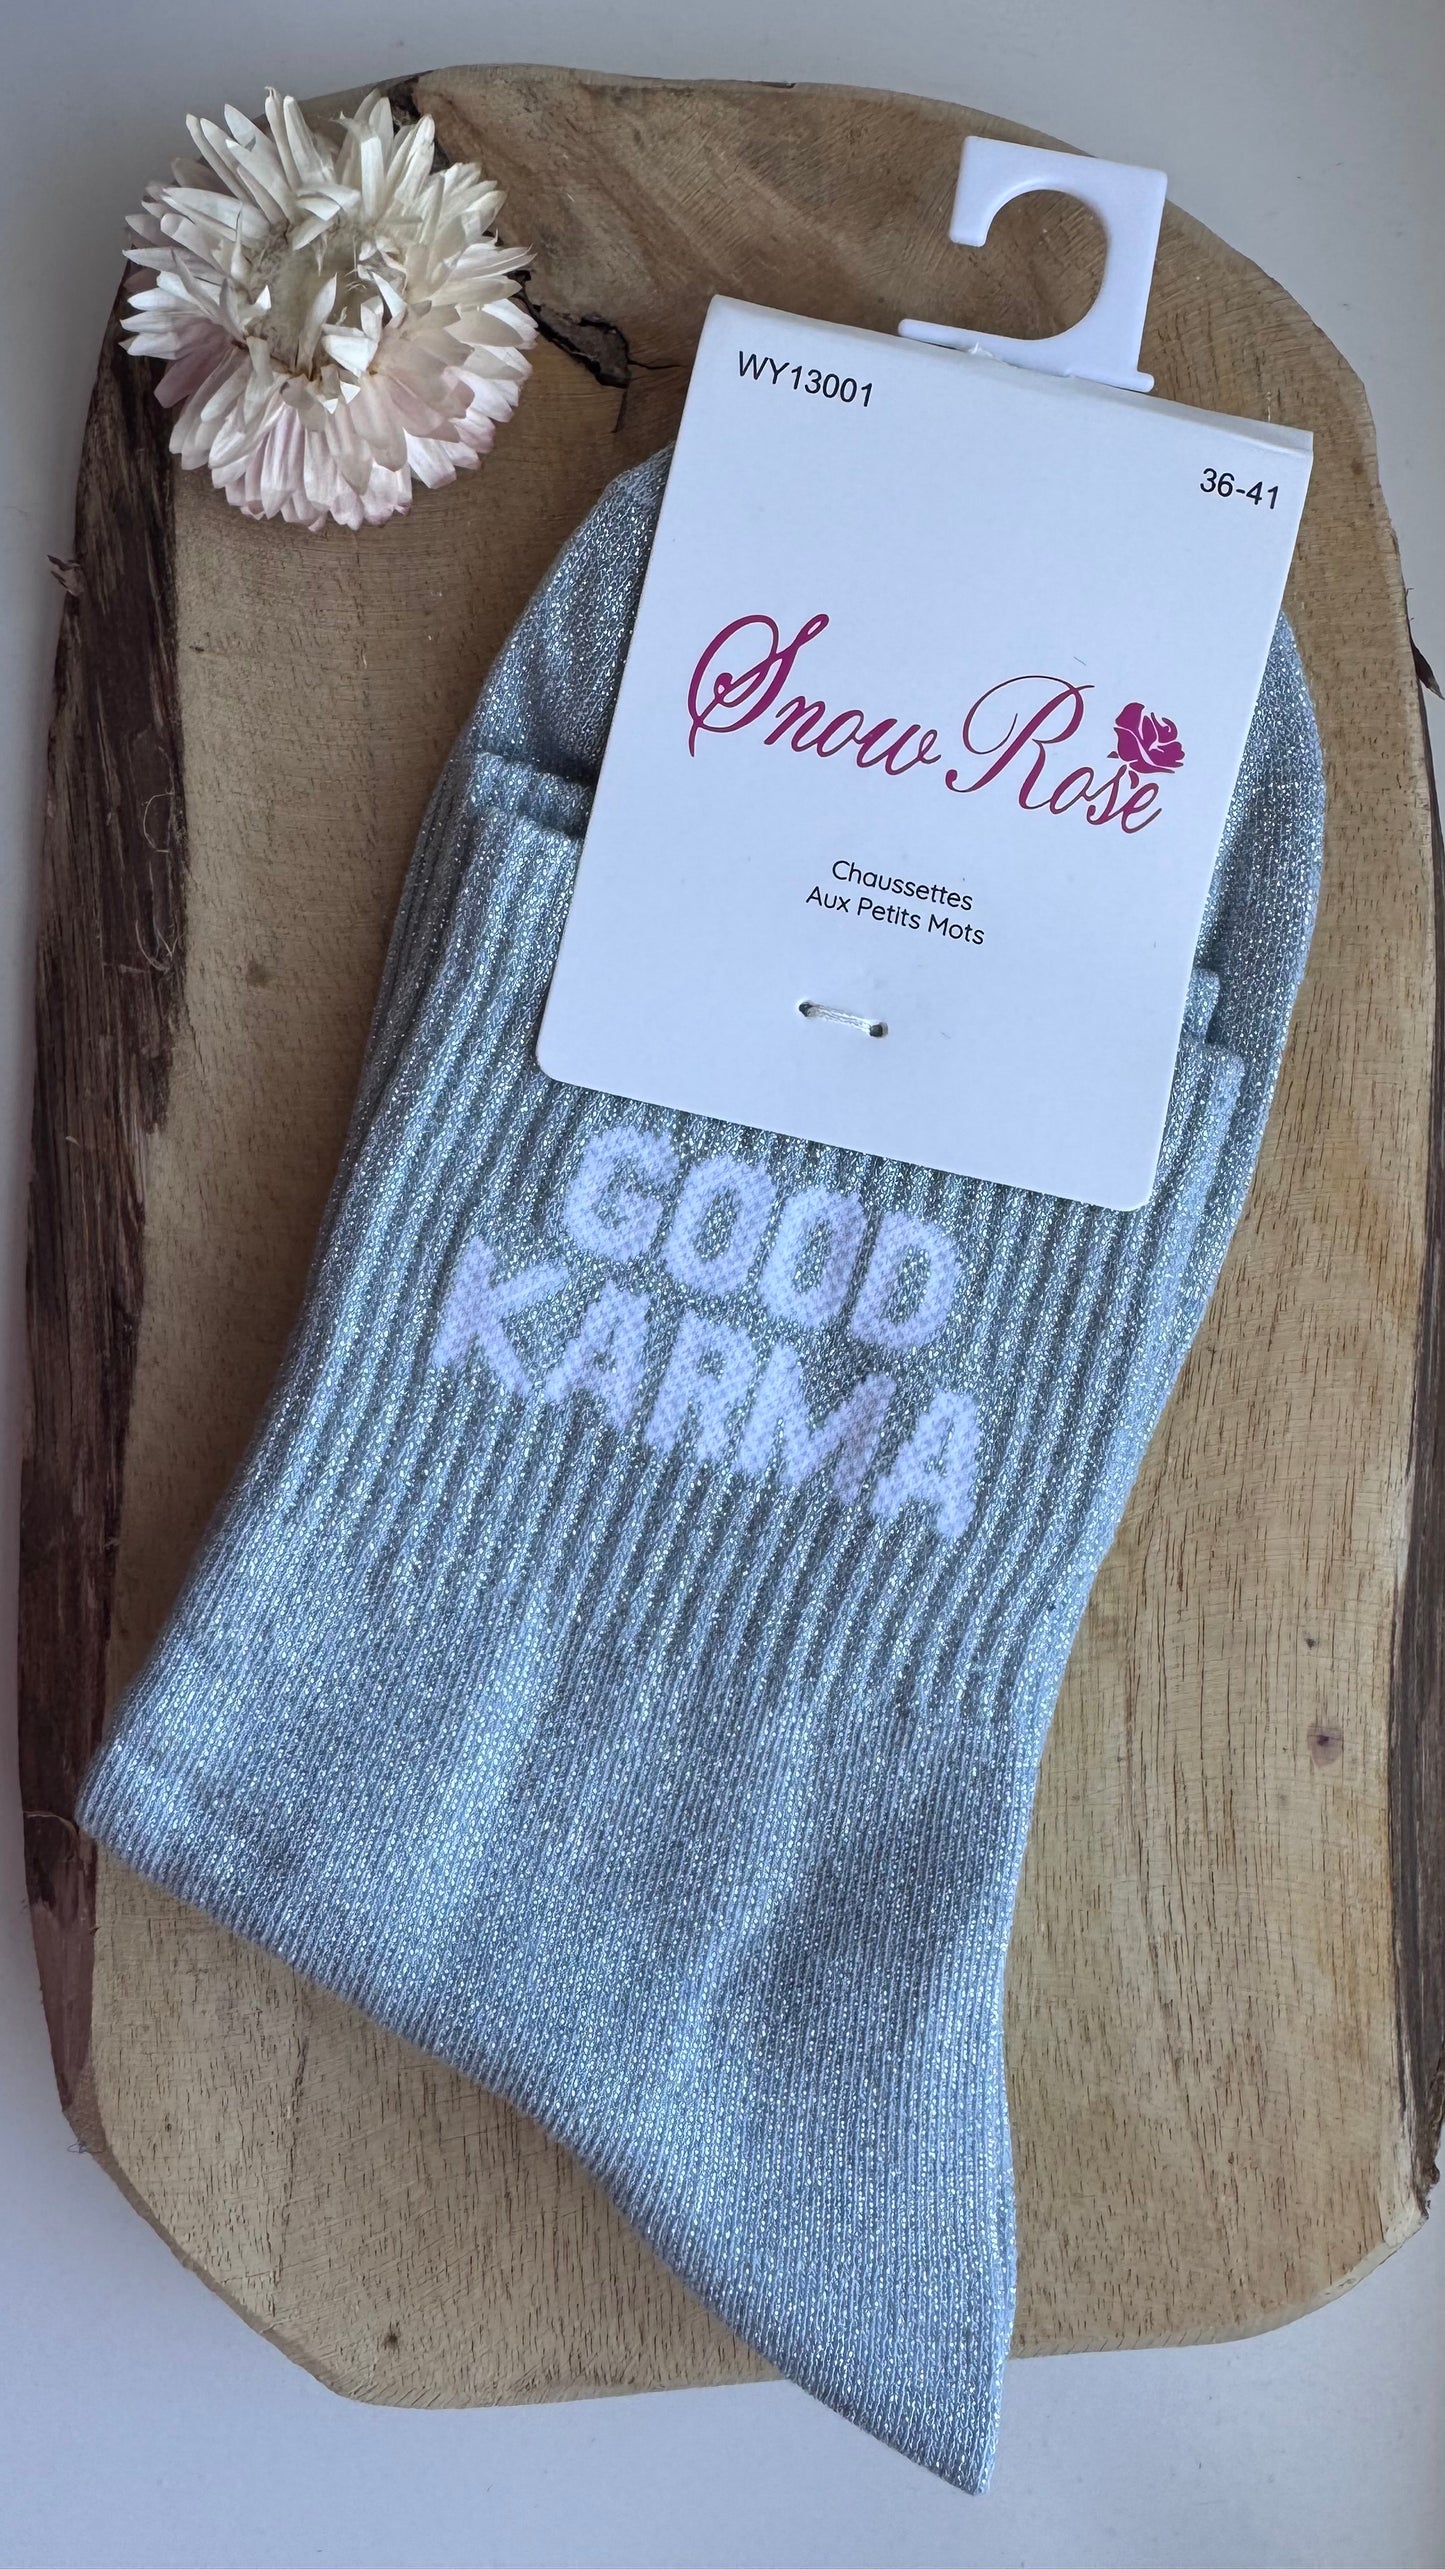 WY13001
36-41
Snow Rose
Chaussettes
Aux Petits Mots
GOOD
KARMA